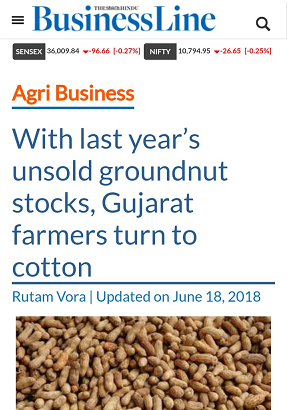 THE HINDU
BusinessLine
SENSEX 36,009.84 -96.66 [-0.27%] NIFTY 10,794.95 -26.65 [-0.25%]
Agri Business
With last year's
unsold groundnut
stocks, Gujarat
farmers turn to
cotton
Rutam Vora | Updated on June 18, 2018